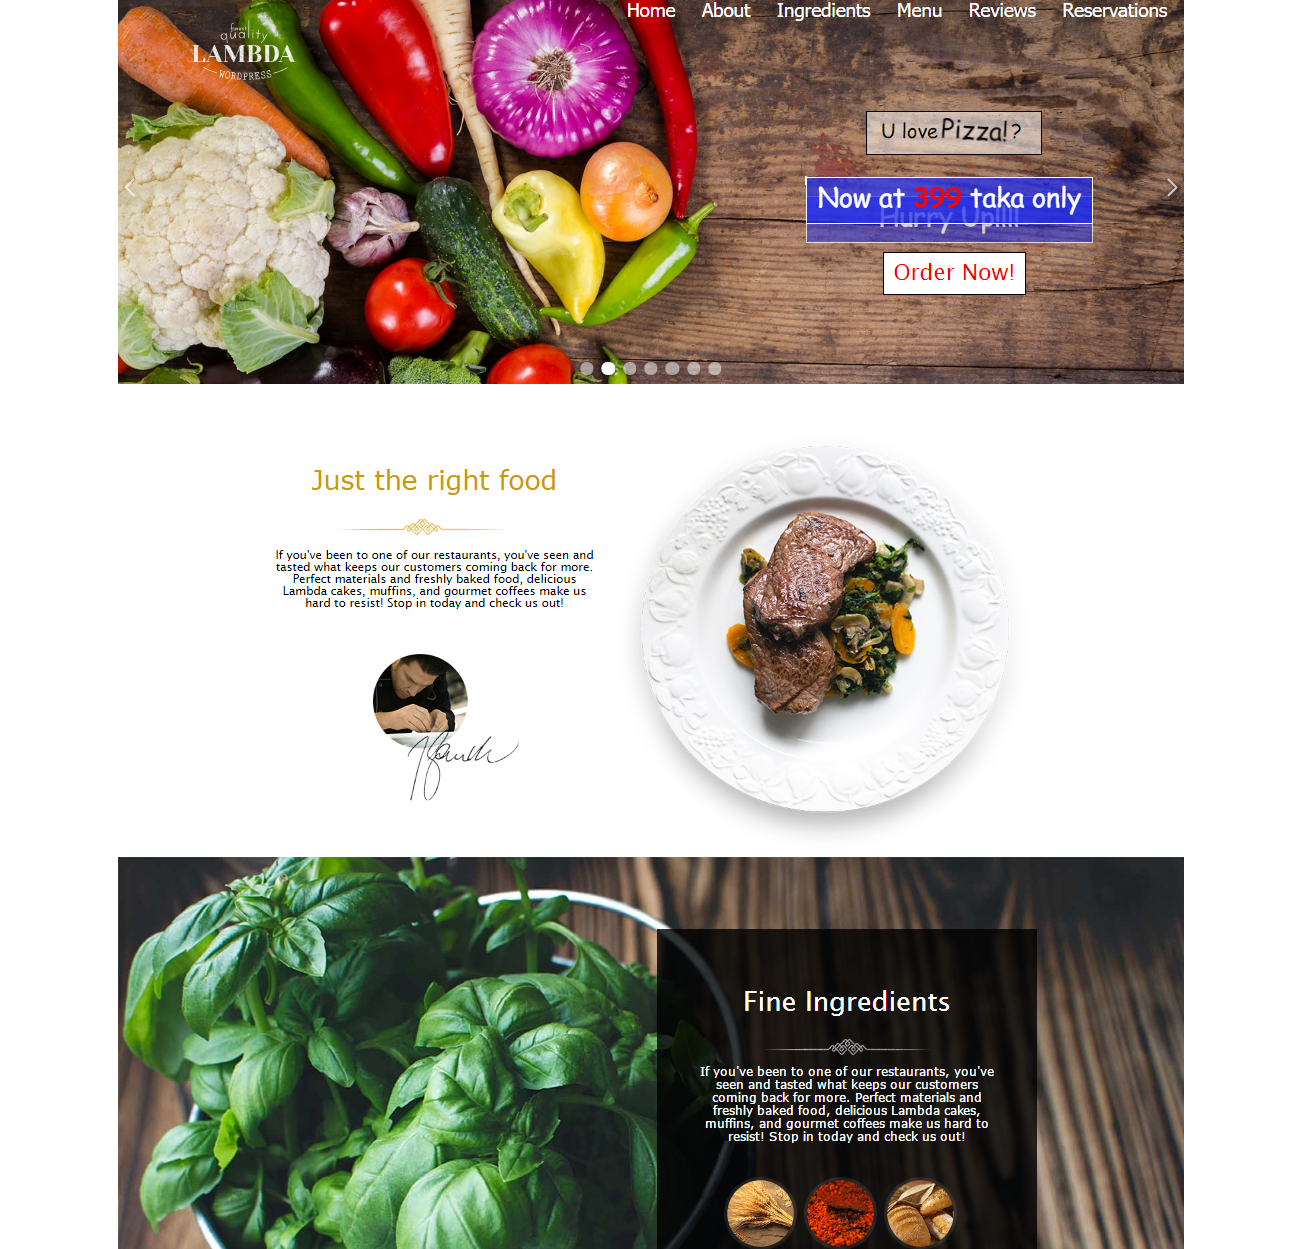 Home About Ingredients Menu Reviews Reservations
finest
quality
LAMBDA
WORDPRESS
U love Pizza! ?
Now at 399 taka only
Hurry Up!!!!
Order Now!
Just the right food
If you've been to one of our restaurants, you've seen and
tasted what keeps our customers coming back for more.
Perfect materials and freshly baked food, delicious
Lambda cakes, muffins, and gourmet coffees make us
hard to resist! Stop in today and check us out!
Fine Ingredients
If you've been to one of our restaurants, you've
seen and tasted what keeps our customers
coming back for more. Perfect materials and
freshly baked food, delicious Lambda cakes,
muffins, and gourmet coffees make us hard to
resist! Stop in today and check us out!